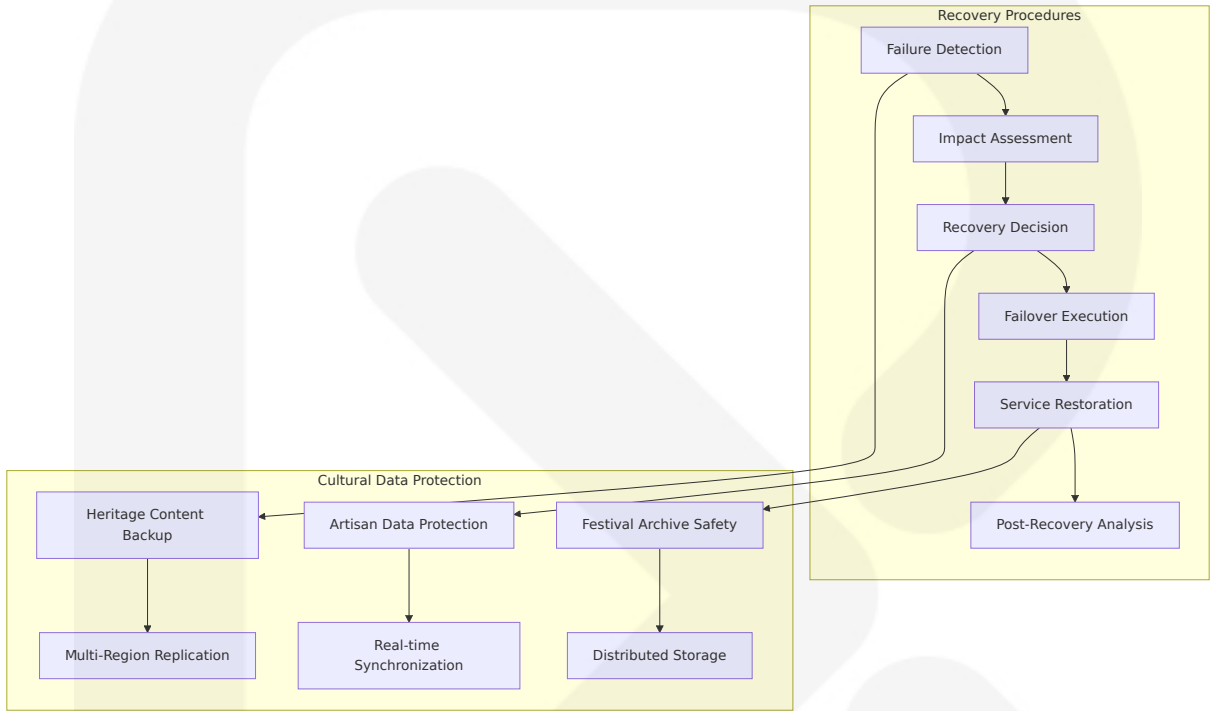 Recovery Procedures
Failure Detection
Impact Assessment
Recovery Decision
Failover Execution
Service Restoration
Post-Recovery Analysis
Cultural Data Protection
Heritage Content
Backup
Artisan Data Protection
Festival Archive Safety
Multi-Region Replication
Real-time
Synchronization
Distributed Storage